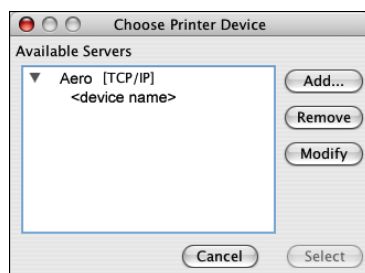 Choose Printer Device
Available Servers
Aero [TCP/IP]
<device name>
Add...
Remove
Modify
Cancel
Select